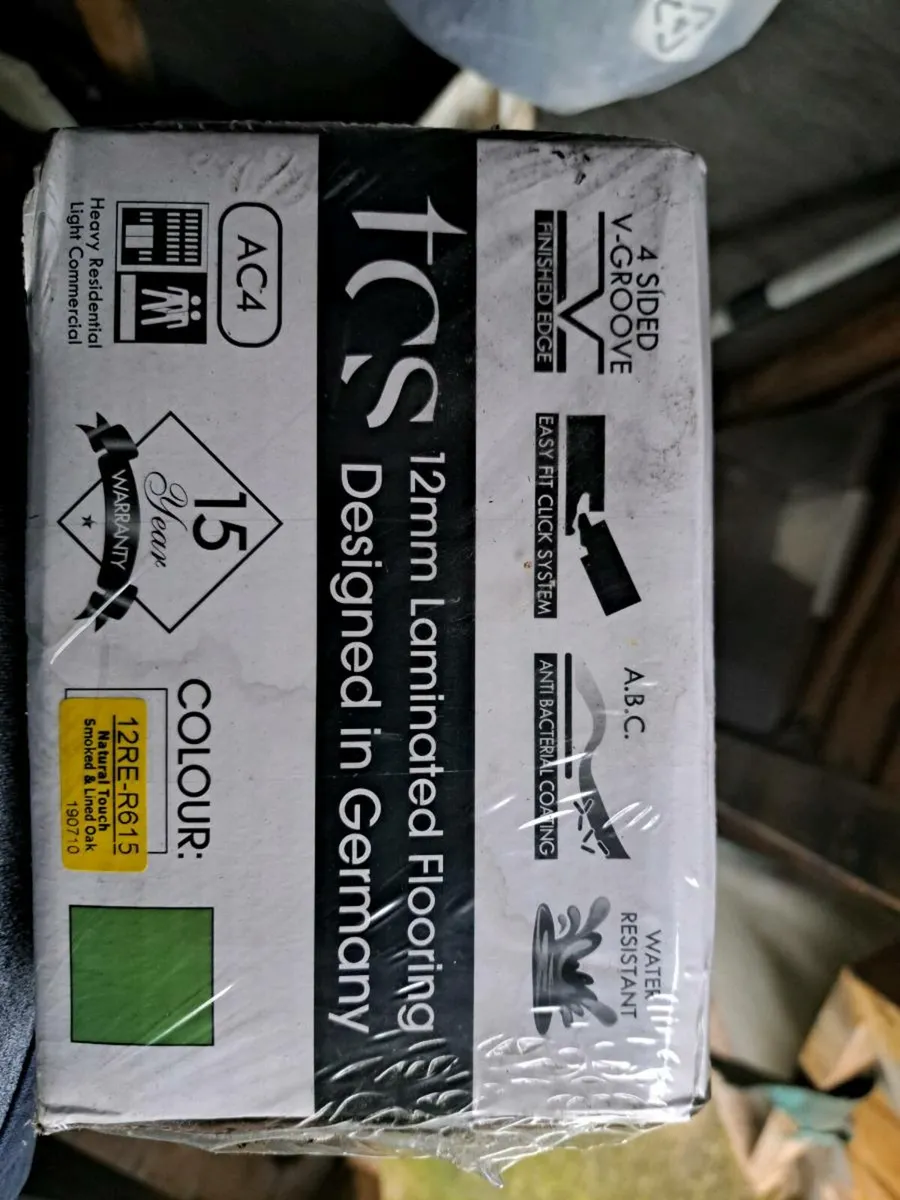 4 SIDED
V-GROOVE
FINISHED EDGE
EASY FIT CLICK SYSTEM
A.B.C.
ANTI BACTERIAL COATING
WATER
RESISTANT
tcs 12mm Laminated Flooring
Designed in Germany
AC4
Heavy Residential
Light Commercial
15
Year
WARRANTY
COLOUR:
12RE-R615
Natural Touch
Smoked & Lined Oak
190710